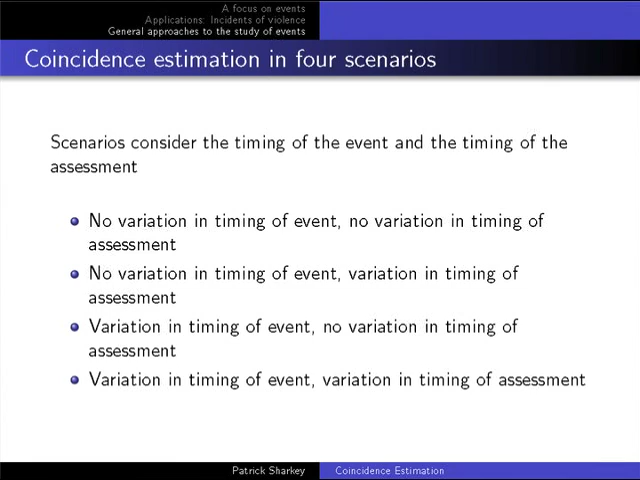 A focus on events
Applications: Incidents of violence
General approaches to the study of events
Coincidence estimation in four scenarios
Scenarios consider the timing of the event and the timing of the
assessment
No variation in timing of event, no variation in timing of
assessment
No variation in timing of event, variation in timing of
assessment
Variation in timing of event, no variation in timing of
assessment
Variation in timing of event, variation in timing of assessment
Patrick Sharkey
Coincidence Estimation